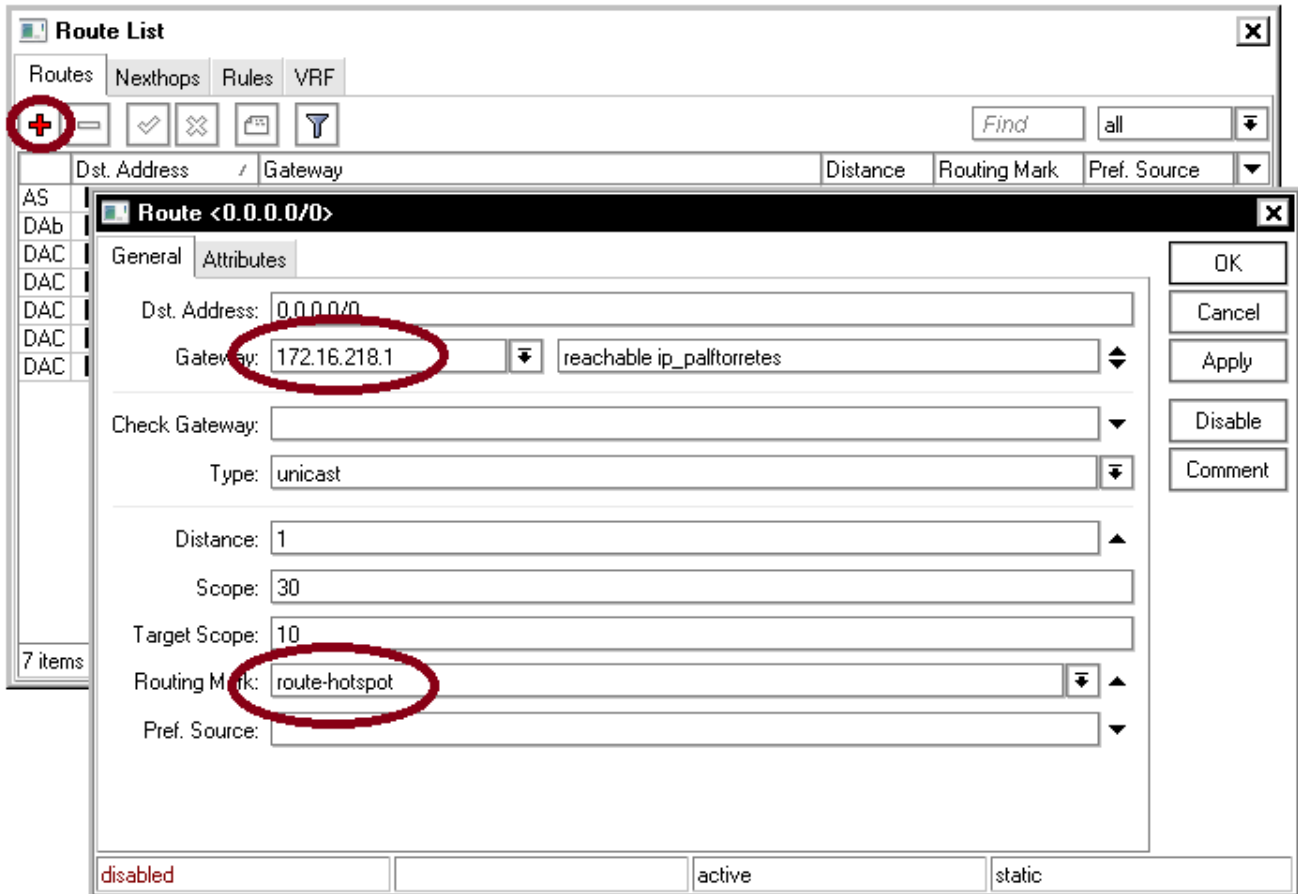 Route List
Routes Nexthops Rules VRF
Find all
Dst. Address Gateway Distance Routing Mark Pref. Source
AS
DAb
DAC
DAC
DAC
DAC
DAC
7 items
Route <0.0.0.0/0>
General Attributes
Dst. Address: 0.0.0.0/0
Gateway: 172.16.218.1 reachable ip_palftorretes
Check Gateway:
Type: unicast
Distance: 1
Scope: 30
Target Scope: 10
Routing Mark: route-hotspot
Pref. Source:
OK
Cancel
Apply
Disable
Comment
disabled active static